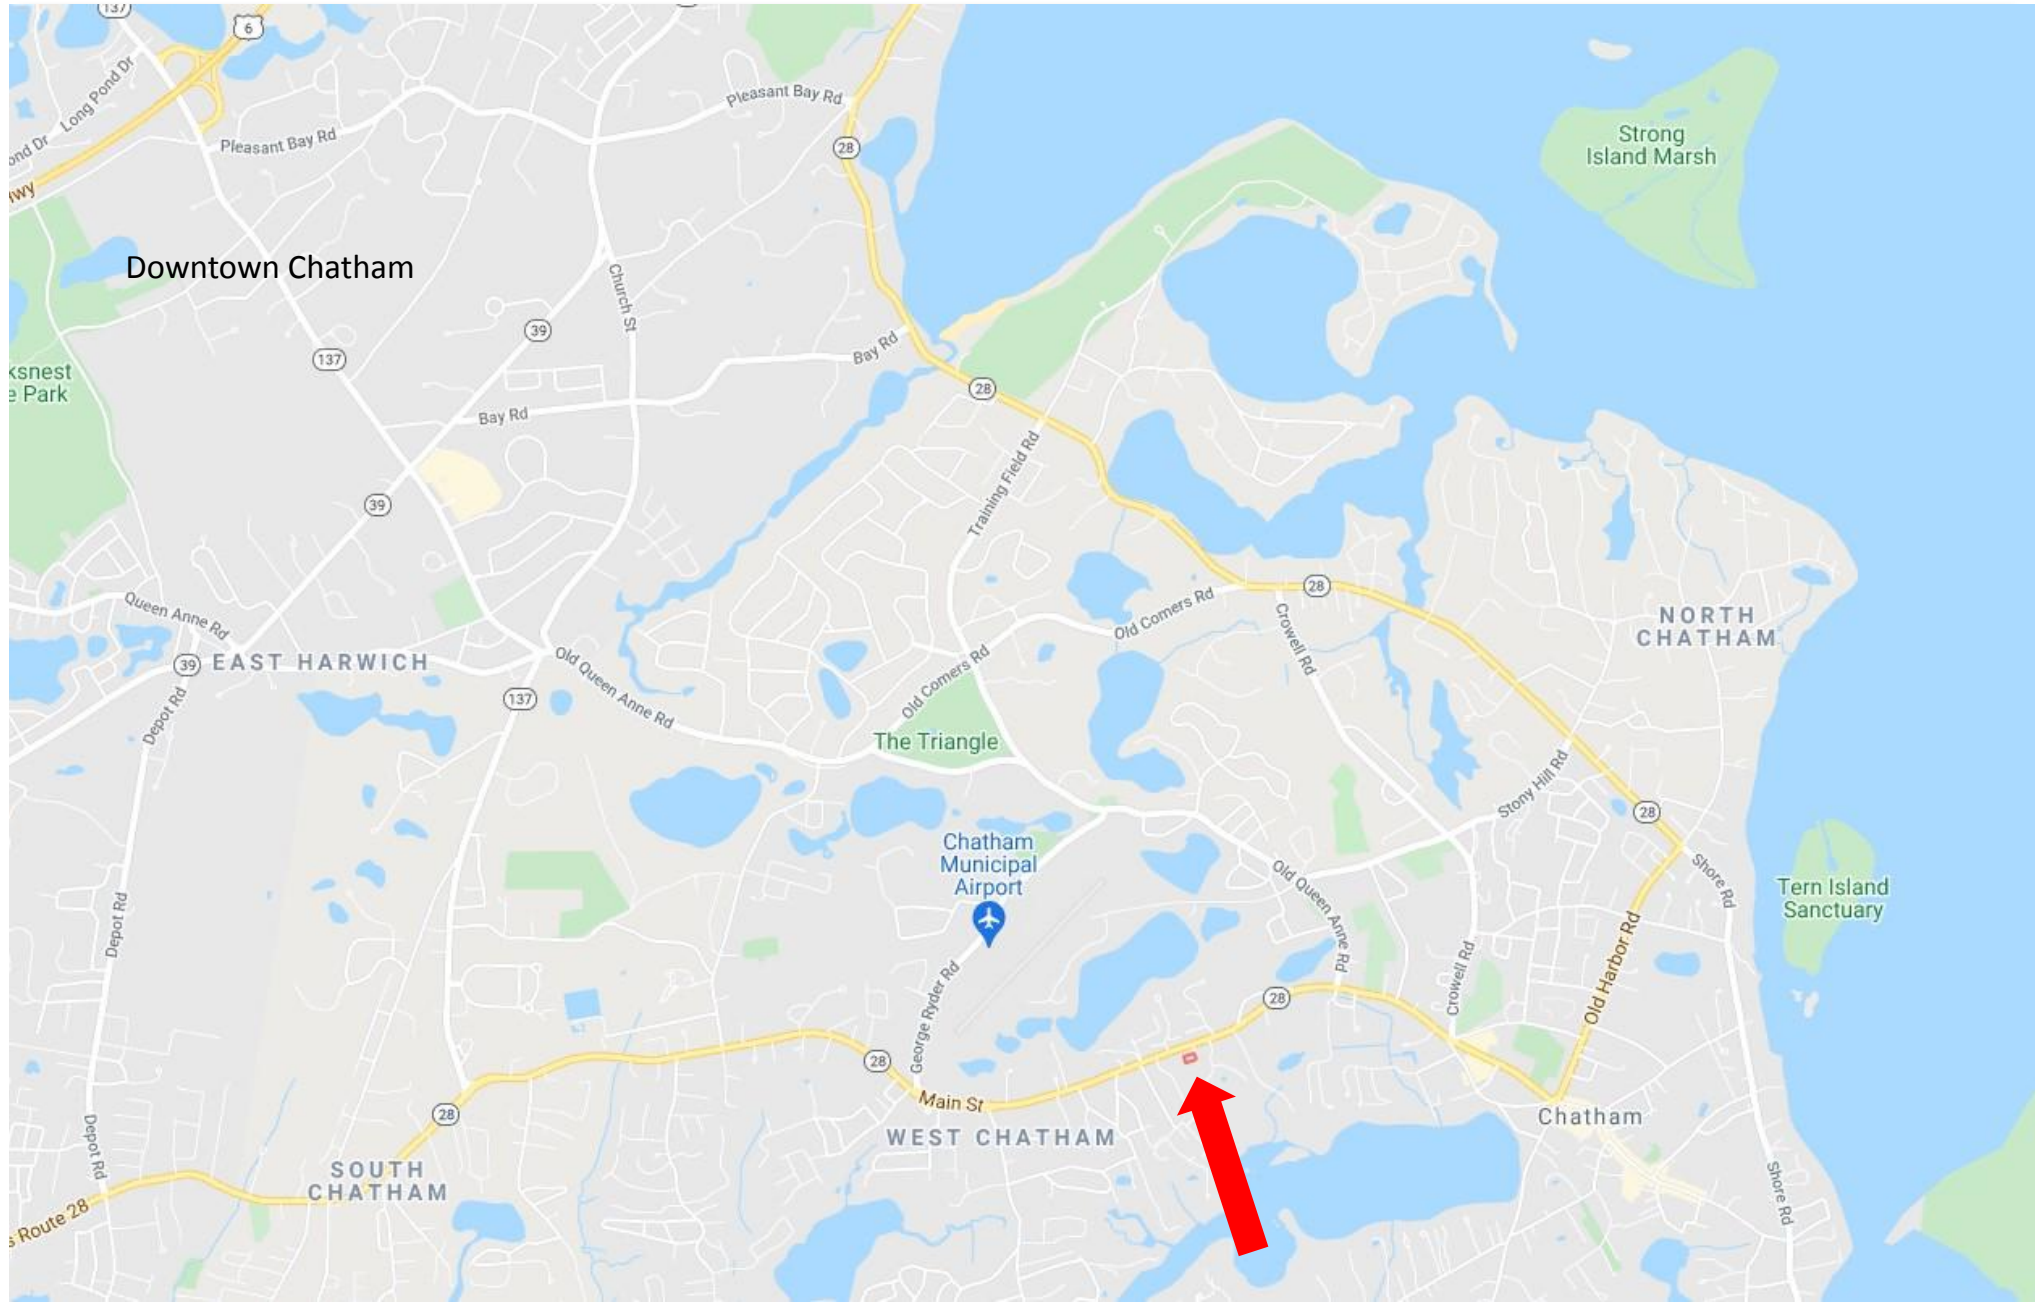 137
6
Long Pond Dr
ond Dr
Pleasant Bay Rd
Pleasant Bay Rd
28
Strong
Island Marsh
Hwy
Downtown Chatham
Church St
39
137
Bay Rd
ksnest
e Park
28
Bay Rd
Training Field Rd
39
28
Queen Anne Rd
Old Comers Rd
Crowell Rd
NORTH
CHATHAM
39
EAST HARWICH
Old Queen Anne Rd
Old Comers Rd
137
Depot Rd
The Triangle
Stony Hill Rd
28
Chatham
Municipal
Airport
Old Queen Anne Rd
Shore Rd
Tern Island
Sanctuary
Depot Rd
Old Harbor Rd
Crowell Rd
George Ryder Rd
28
28
Main St
28
Chatham
WEST CHATHAM
Depot Rd
SOUTH
CHATHAM
Shore Rd
s Route 28